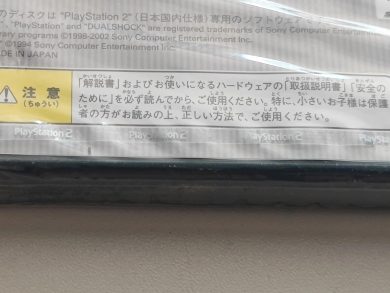 のディスクは "PlayStation 2" (日本国内仕様) 専用のソフトウェ
" and "DUALSHOCK" are registered trademarks of Sony Computer Entertainment Inc.
rary programs ©1998-2002 Sony Computer Entertainment Inc.
©1994 Sony Computer Entertainment Inc.
DE IN JAPAN
注意
(ちゅうい)
「解説書」およびお使いになるハードウェアの「取扱説明書」「安全の
ために」を必ず読んでから、ご使用ください。特に、小さいお子様は保護
者の方がお読みの上、正しい方法で、ご使用ください。
PlayStation 2 PlayStation 2 PlayStation 2 PlayS